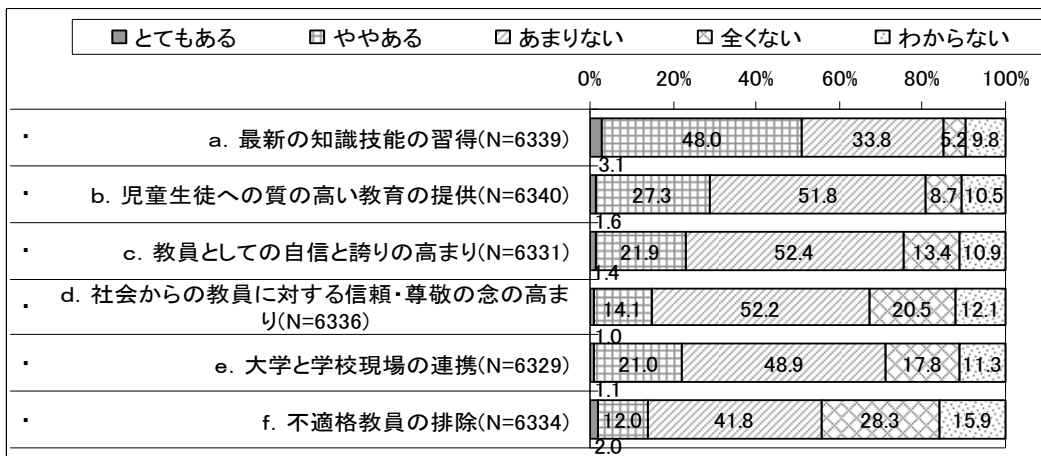 とてもある ややある あまりない 全くない わからない
0% 20% 40% 60% 80% 100%
・ a. 最新の知識技能の習得(N=6339) 48.0 33.8 5.2 9.8
3.1
・ b. 児童生徒への質の高い教育の提供(N=6340) 27.3 51.8 8.7 10.5
1.6
・ c. 教員としての自信と誇りの高まり(N=6331) 21.9 52.4 13.4 10.9
1.4
・ d. 社会からの教員に対する信頼・尊敬の念の高ま
り(N=6336) 14.1 52.2 20.5 12.1
1.0
・ e. 大学と学校現場の連携(N=6329) 21.0 48.9 17.8 11.3
1.1
・ f. 不適格教員の排除(N=6334) 12.0 41.8 28.3 15.9
2.0